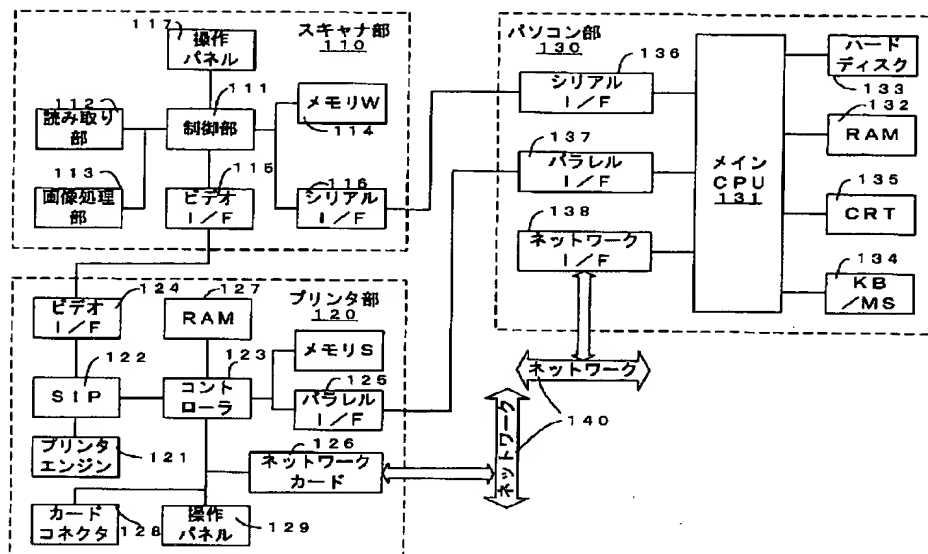 スキャナ部
110
117
操作
パネル
112
読み取り
部
111
制御部
メモリW
114
113
画像処理
部
115
ビデオ
I/F
116
シリアル
I/F
プリンタ部
120
124
ビデオ
I/F
127
RAM
122
SIP
123
コント
ローラ
メモリS
125
パラレル
I/F
プリンタ
エンジン
121
126
ネットワーク
カード
カード
コネクタ
128
操作
パネル
129
パソコン部
130
136
シリアル
I/F
137
パラレル
I/F
138
ネットワーク
I/F
メイン
CPU
131
ハード
ディスク
133
132
RAM
135
CRT
134
KB
/MS
ネットワーク
ネットワーク
140